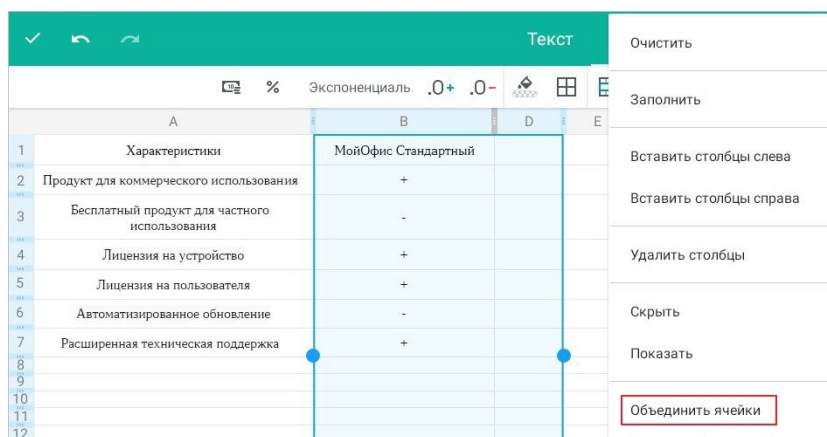 Текст
Экспоненциаль. .0+ .0-
%
A B D E
1 Характеристики МойОфис Стандартный
2 Продукт для коммерческого использования +
3 Бесплатный продукт для частного
использования -
4 Лицензия на устройство +
5 Лицензия на пользователя +
6 Автоматизированное обновление -
7 Расширенная техническая поддержка +
8
9
10
11
12
Очистить
Заполнить
Вставить столбцы слева
Вставить столбцы справа
Удалить столбцы
Скрыть
Показать
Объединить ячейки